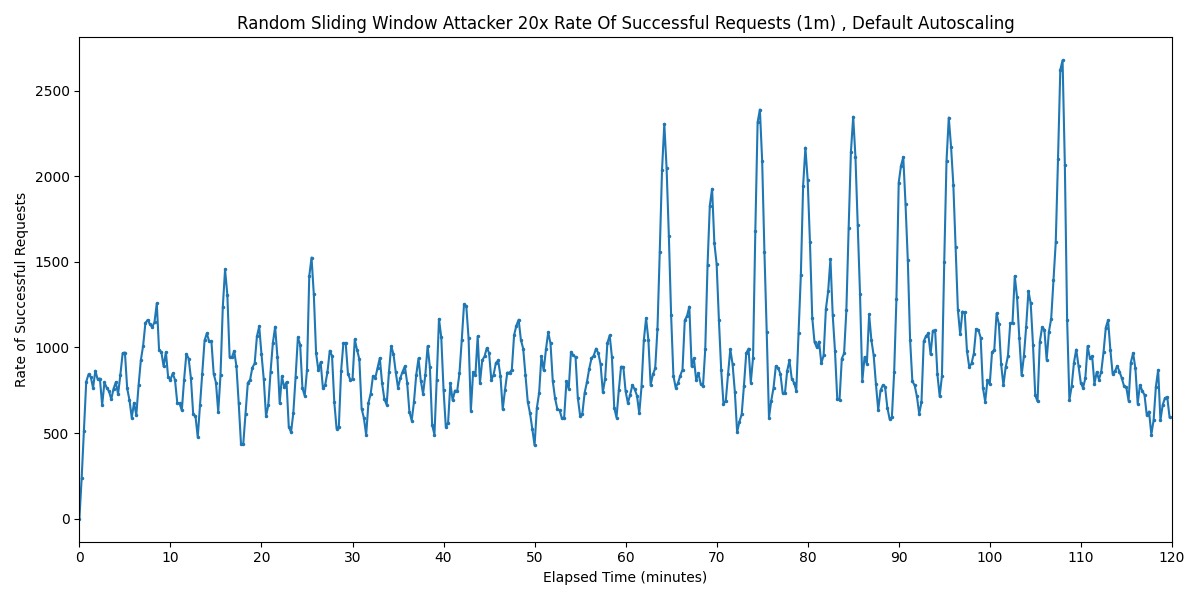 Random Sliding Window Attacker 20x Rate Of Successful Requests (1m) , Default Autoscaling
Rate of Successful Requests
2500
2000
1500
1000
500
0
0 10 20 30 40 50 60 70 80 90 100 110 120
Elapsed Time (minutes)